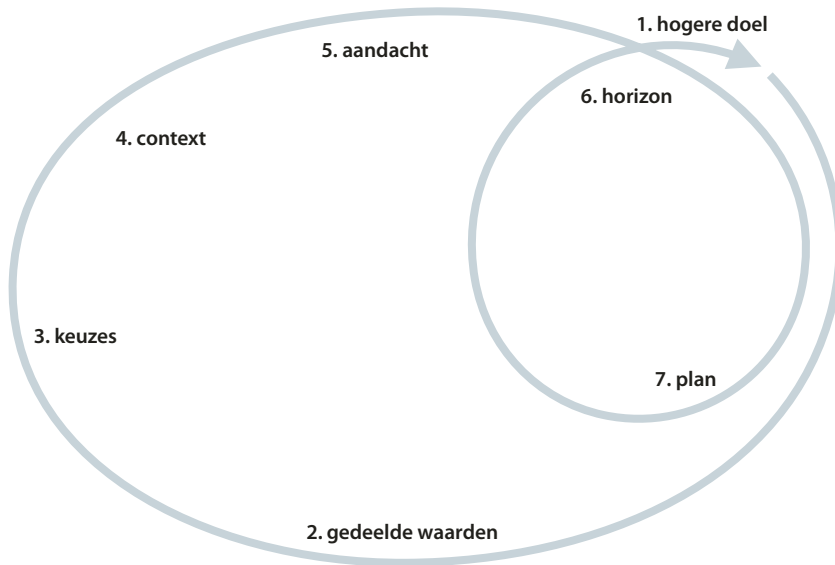 1. hogere doel
5. aandacht
6. horizon
4. context
3. keuzes
7. plan
2. gedeelde waarden